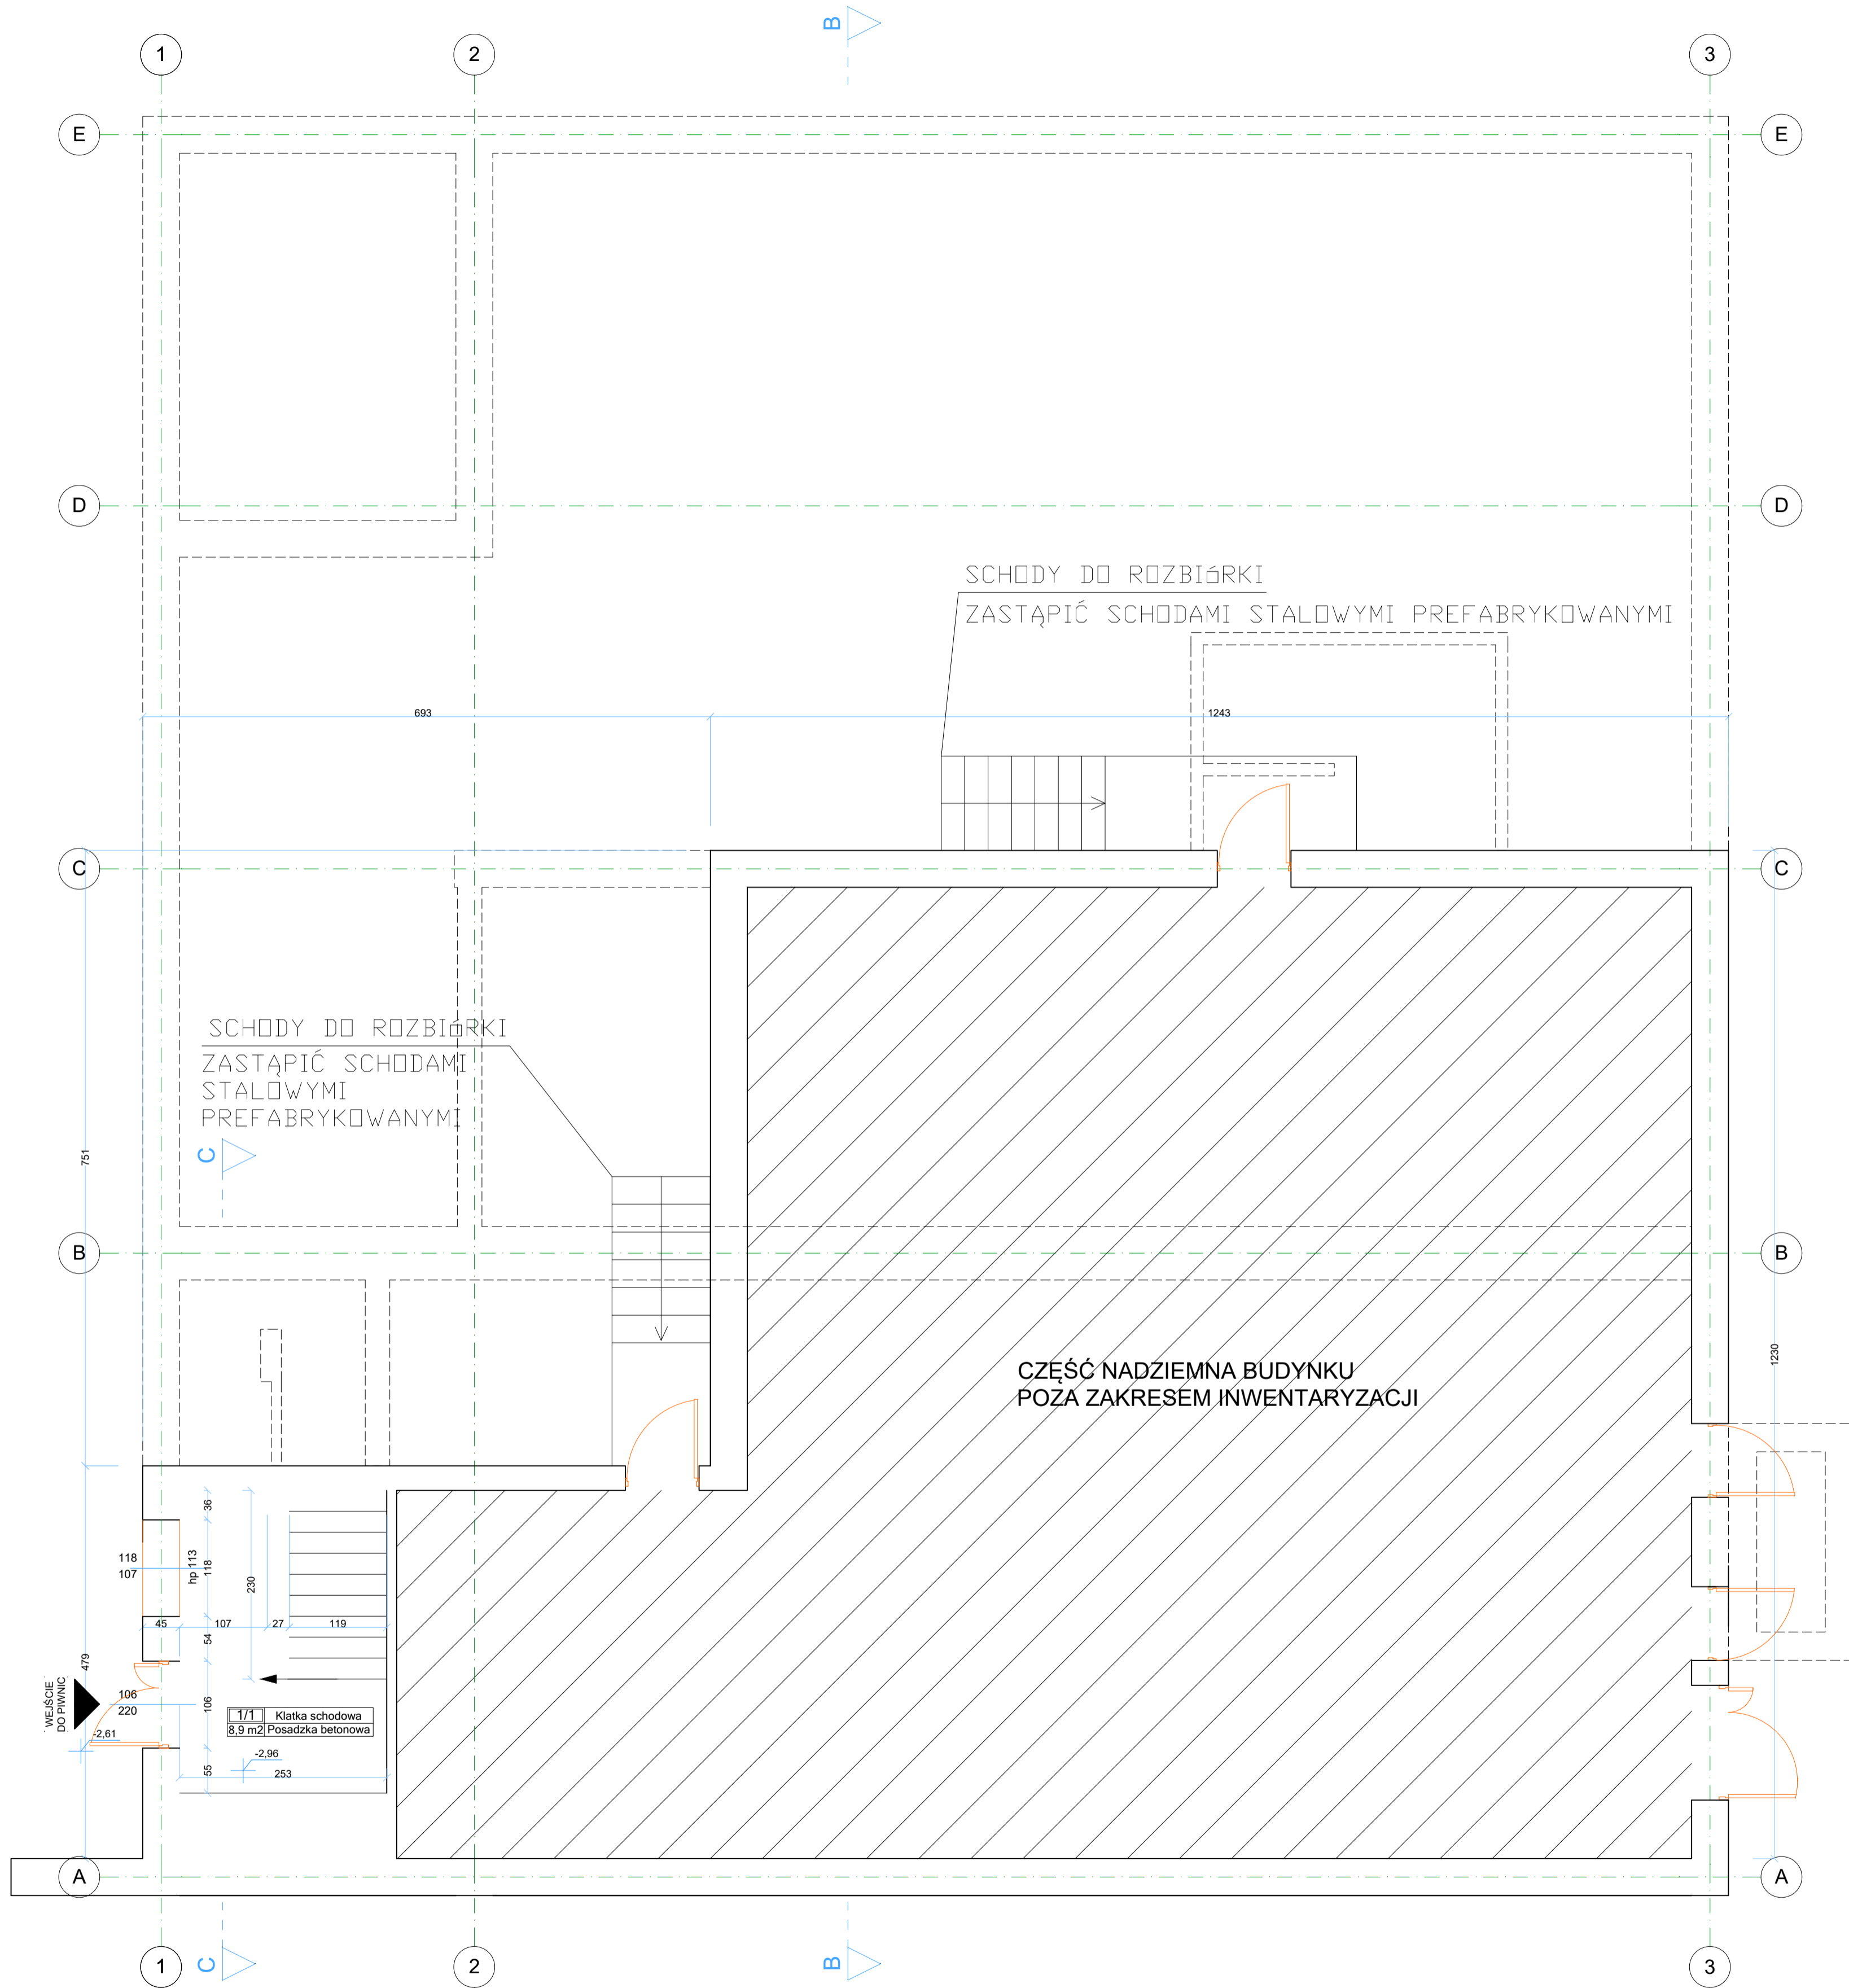 B
1
2
3
E
E
D
D
SCHODY DO ROZBIóRKI
ZASTĄPIĆ SCHODAMI STALOWYMI PREFABRYKOWANYMI
693
1243
C
C
SCHODY DO ROZBIóRKI
ZASTĄPIĆ SCHODAMI
STALOWYMI
PREFABRYKOWANYMI
C
751
B
B
1230
CZĘŚĆ NADZIEMNA BUDYNKU
POZA ZAKRESEM INWENTARYZACJI
36
118
107
hp 113
118
230
45
107
27
119
54
479
WEJŚCIE
DO PIWNIC
106
220
106
1/1 Klatka schodowa
8,9 m2 Posadzka betonowa
-2,61
-2,96
55
253
A
A
1
C
2
B
3